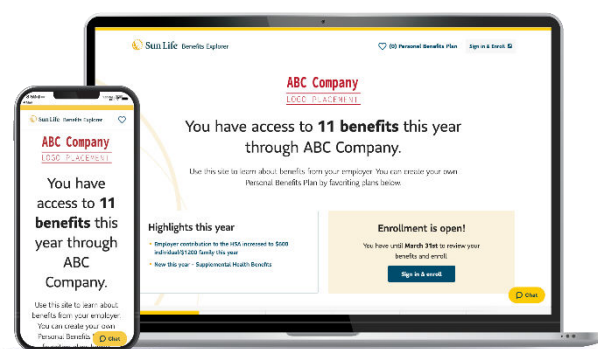 Sun Life Benefits Explorer
(0) Personal Benefits Plan
Sign in & Enroll
ABC Company
LOGO PLACEMENT
You have access to 11 benefits this year
through ABC Company.
Use this site to learn about benefits from your employer. You can create your own
Personal Benefits Plan by favoriting plans below.
Highlights this year
• Employer contribution to the HSA increased to $600
individual/$1200 family this year
• New this year - Supplemental Health Benefits
Enrollment is open!
You have until March 31st to review your
benefits and enroll
Sign in & enroll
Chat
Sun Life Benefits Explorer
ABC Company
LOGO PLACEMENT
You have
access to 11
benefits this
year through
ABC
Company.
Use this site to learn about
benefits from your employer.
You can create your own
Personal Benefits
Chat